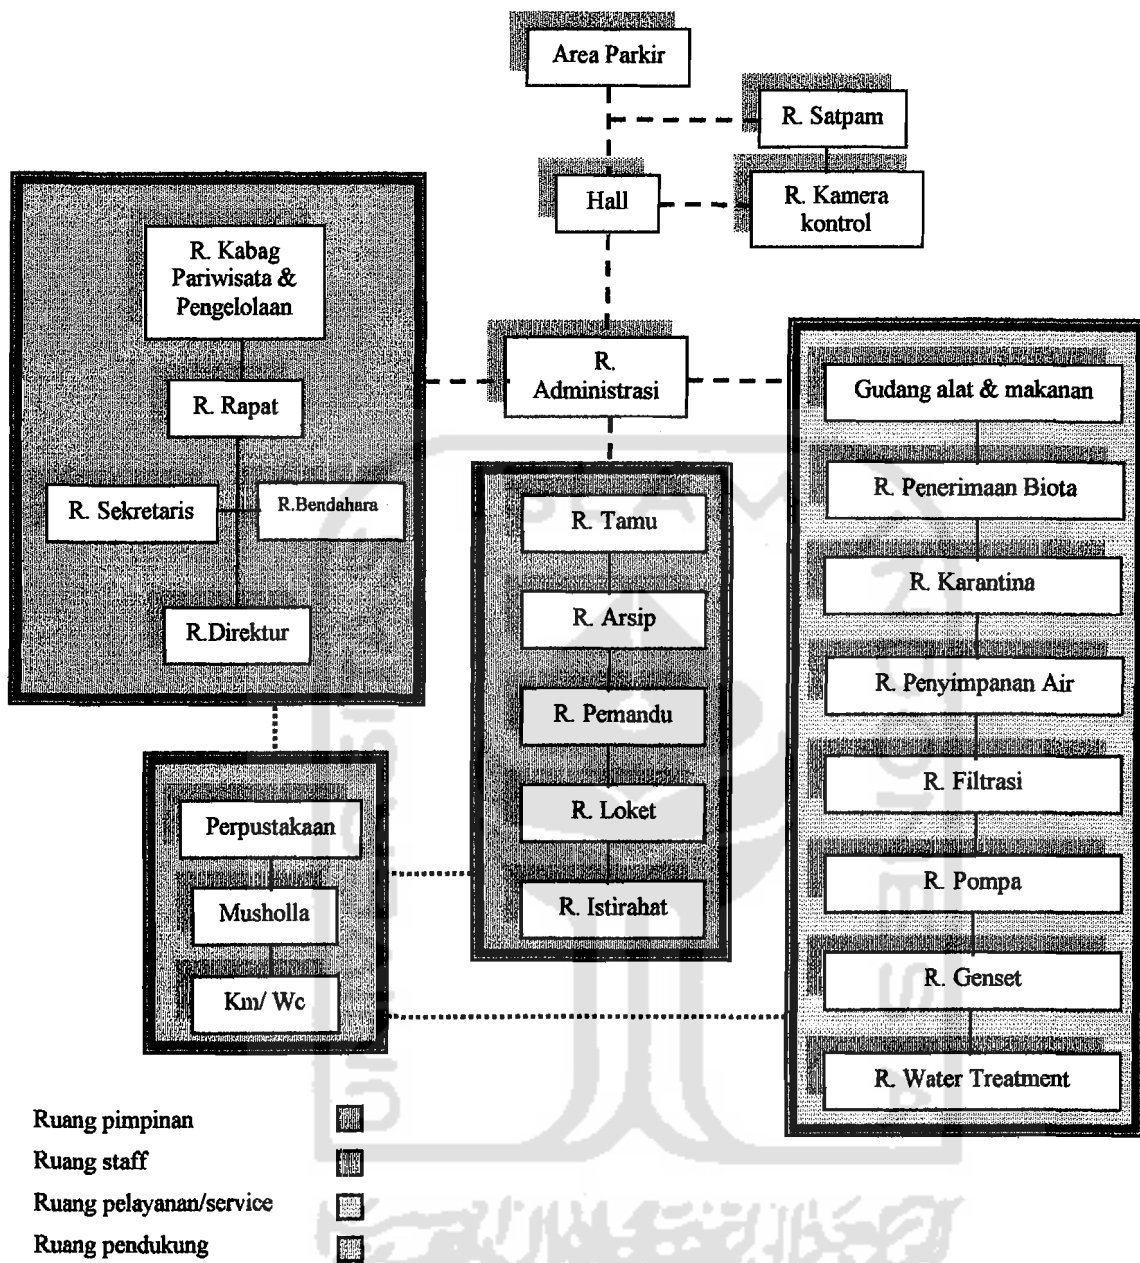 Area Parkir
R. Satpam
Hall
R. Kamera
kontrol
R. Kabag
Pariwisata &
Pengelolaan
R. Rapat
R. Sekretaris
R.Bendahara
R.Direktur
R.
Administrasi
R. Tamu
R. Arsip
R. Pemandu
R. Loket
R. Istirahat
Gudang alat & makanan
R. Penerimaan Biota
R. Karantina
R. Penyimpanan Air
R. Filtrasi
R. Pompa
R. Genset
R. Water Treatment
Perpustakaan
Musholla
Km/ Wc
Ruang pimpinan
Ruang staff
Ruang pelayanan/service
Ruang pendukung
ISLAM
INDONESIA